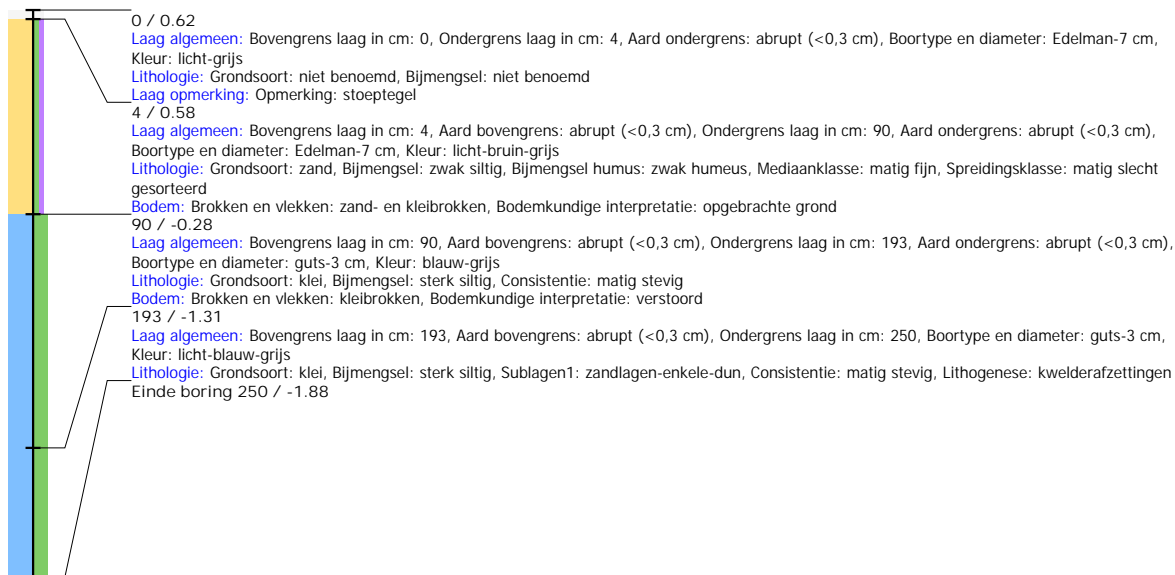 0 / 0.62
Laag algemeen: Bovengrens laag in cm: 0, Ondergrens laag in cm: 4, Aard ondergrens: abrupt (<0,3 cm), Boortype en diameter: Edelman-7 cm,
Kleur: licht-grijs
Lithologie: Grondsoort: niet benoemd, Bijmengsel: niet benoemd
Laag opmerking: Opmerking: stoeptegel
4 / 0.58
Laag algemeen: Bovengrens laag in cm: 4, Aard bovengrens: abrupt (<0,3 cm), Ondergrens laag in cm: 90, Aard ondergrens: abrupt (<0,3 cm),
Boortype en diameter: Edelman-7 cm, Kleur: licht-bruin-grijs
Lithologie: Grondsoort: zand, Bijmengsel: zwak siltig, Bijmengsel humus: zwak humeus, Mediaanklasse: matig fijn, Spreidingsklasse: matig slecht
gesorteerd
Bodem: Brokken en vlekken: zand- en kleibrokken, Bodemkundige interpretatie: opgebrachte grond
90 / -0.28
Laag algemeen: Bovengrens laag in cm: 90, Aard bovengrens: abrupt (<0,3 cm), Ondergrens laag in cm: 193, Aard ondergrens: abrupt (<0,3 cm),
Boortype en diameter: guts-3 cm, Kleur: blauw-grijs
Lithologie: Grondsoort: klei, Bijmengsel: sterk siltig, Consistentie: matig stevig
Bodem: Brokken en vlekken: kleibrokken, Bodemkundige interpretatie: verstoord
193 / -1.31
Laag algemeen: Bovengrens laag in cm: 193, Aard bovengrens: abrupt (<0,3 cm), Ondergrens laag in cm: 250, Boortype en diameter: guts-3 cm,
Kleur: licht-blauw-grijs
Lithologie: Grondsoort: klei, Bijmengsel: sterk siltig, Sublagen1: zandlagen-enkele-dun, Consistentie: matig stevig, Lithogenese: kwelderafzettingen
Einde boring 250 / -1.88